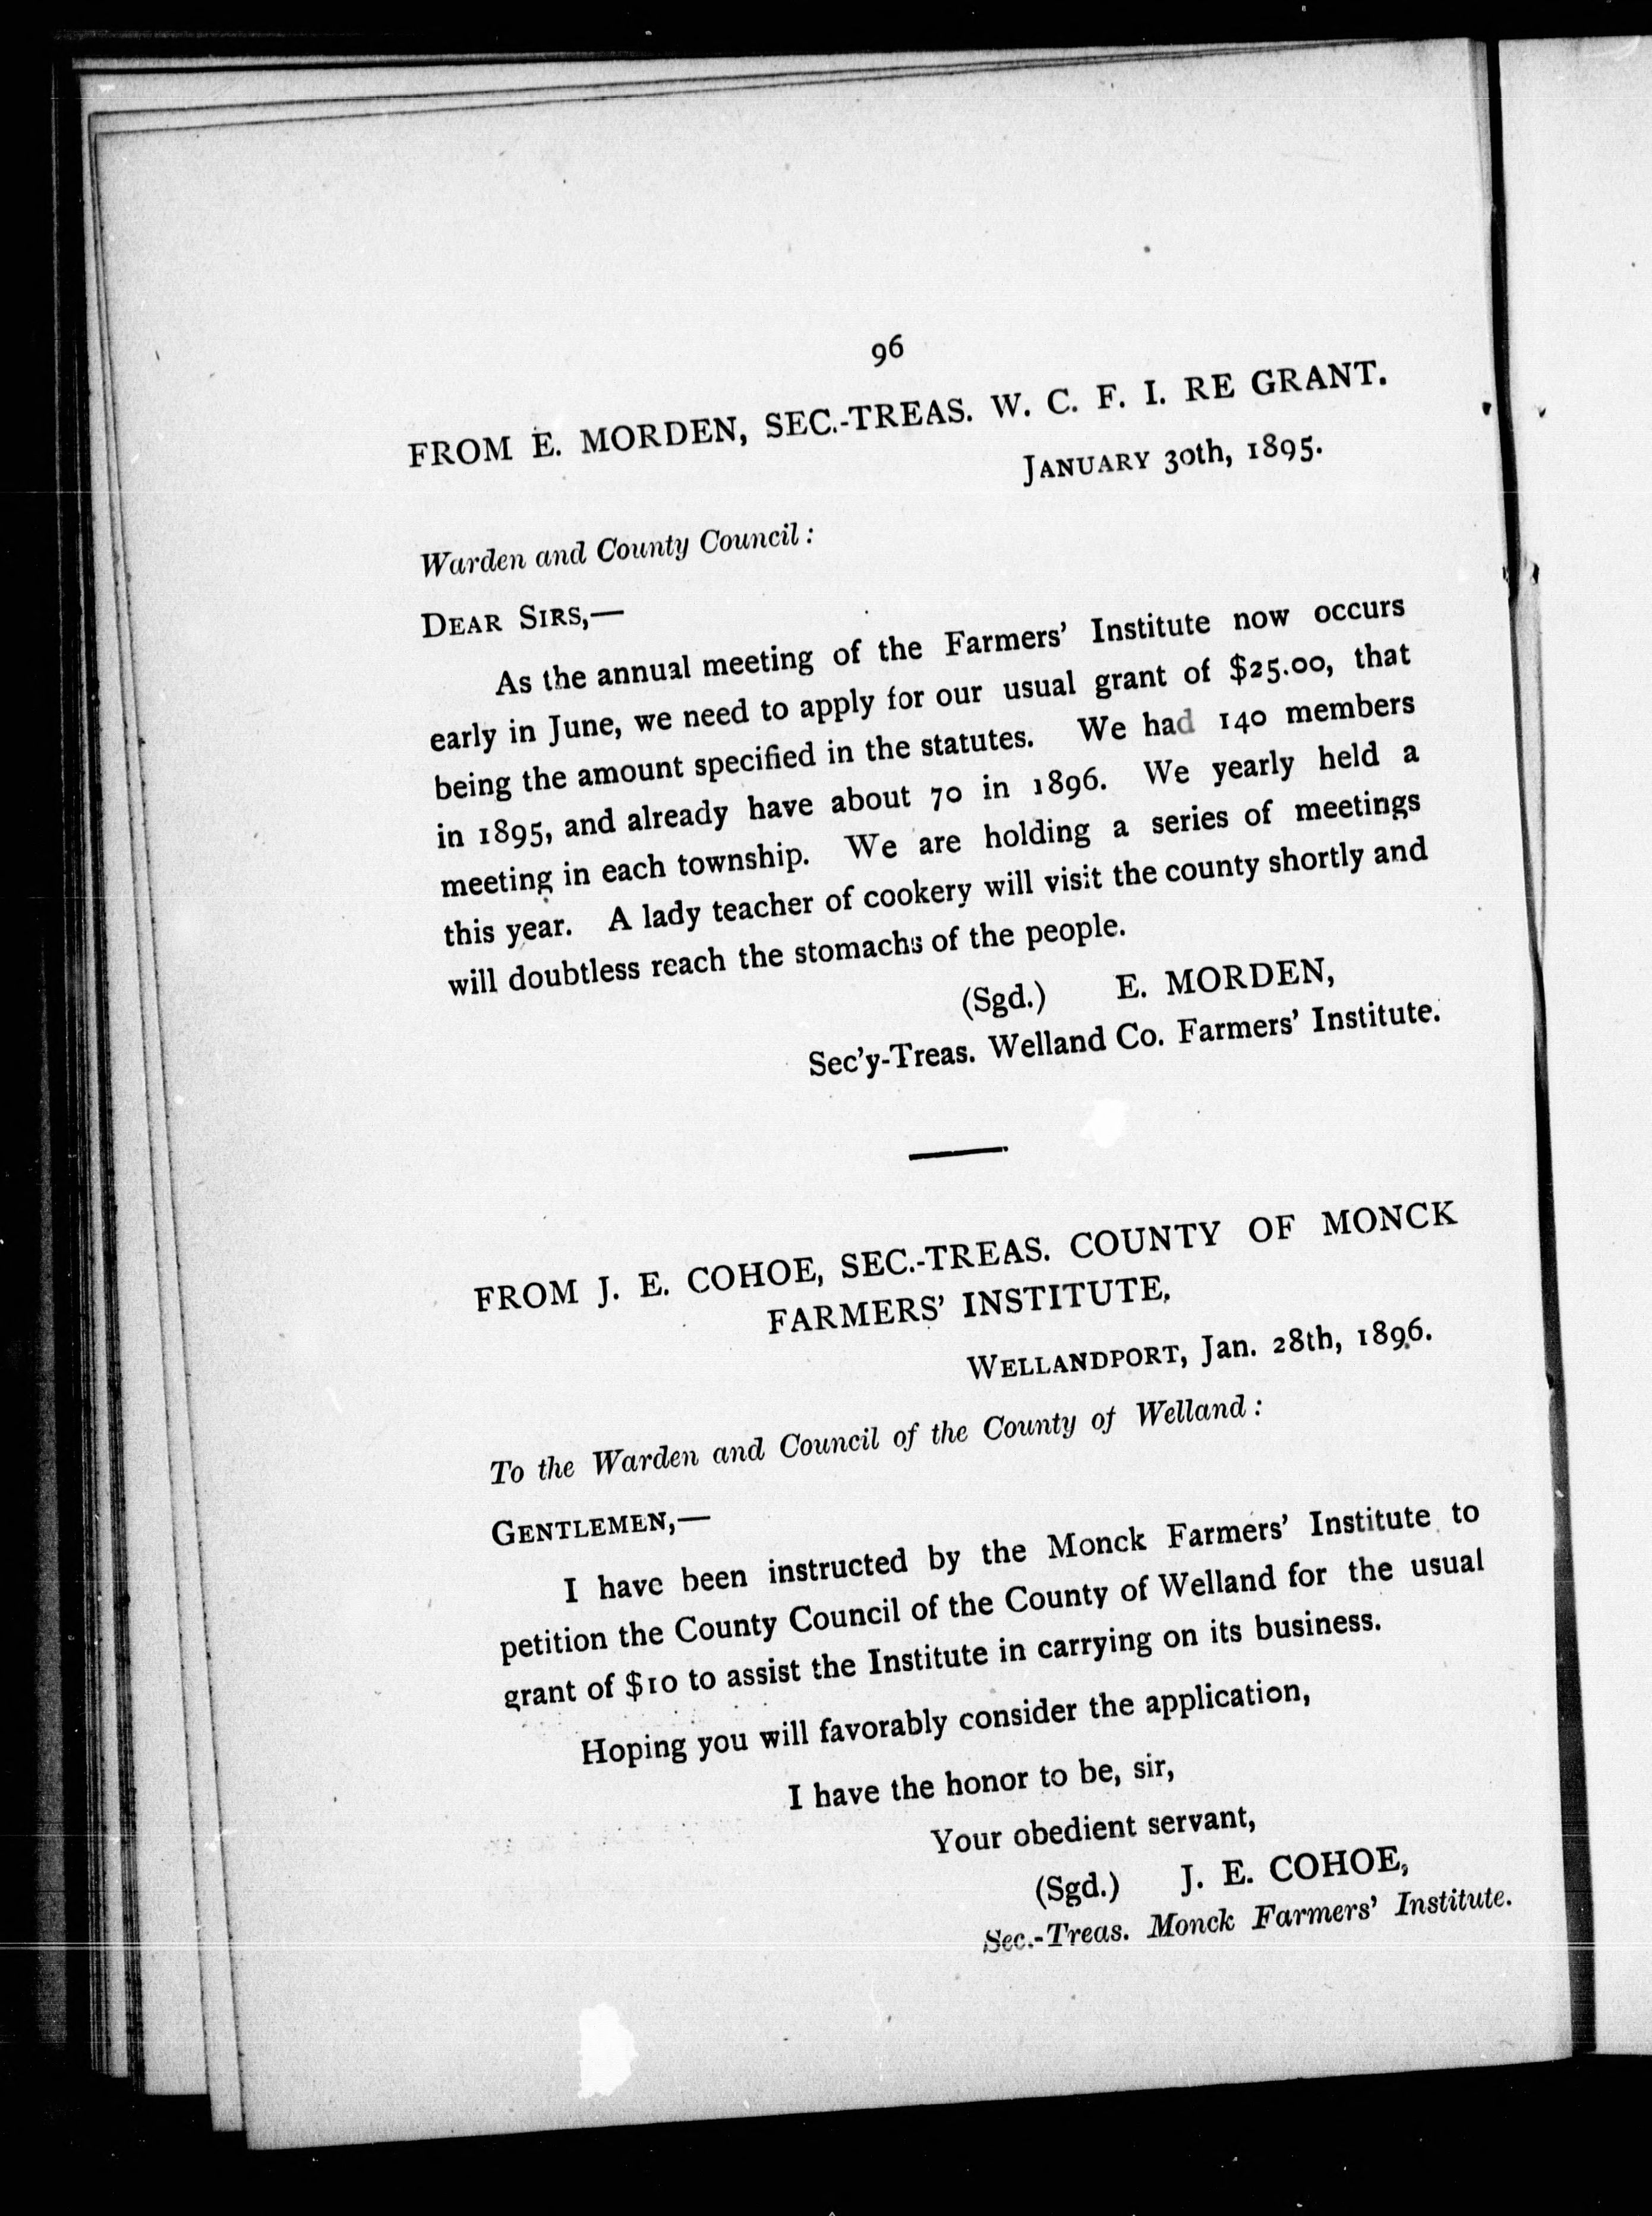 96
FROM E. MORDEN, SEC.-TREAS. W. C. F. I. RE GRANT.
JANUARY 30th, 1895.
Warden and County Council :
DEAR SIRS,—
As the annual meeting of the Farmers' Institute now occurs
early in June, we need to apply for our usual grant of $25.00, that
being the amount specified in the statutes. We had 140 members
in 1895, and already have about 70 in 1896. We yearly held a
meeting in each township. We are holding a series of meetings
this year. A lady teacher of cookery will visit the county shortly and
will doubtless reach the stomachs of the people.
(Sgd.) E. MORDEN,
Sec'y-Treas. Welland Co. Farmers' Institute.
FROM J. E. COHOE, SEC.-TREAS. COUNTY OF MONCK
FARMERS' INSTITUTE,
WELLANDPORT, Jan. 28th, 1896.
To the Warden and Council of the County of Welland :
GENTLEMEN,—
I have been instructed by the Monck Farmers' Institute to
petition the County Council of the County of Welland for the usual
grant of $10 to assist the Institute in carrying on its business.
Hoping you will favorably consider the application,
I have the honor to be, sir,
Your obedient servant,
(Sgd.) J. E. COHOE,
Sec.-Treas. Monck Farmers' Institute.